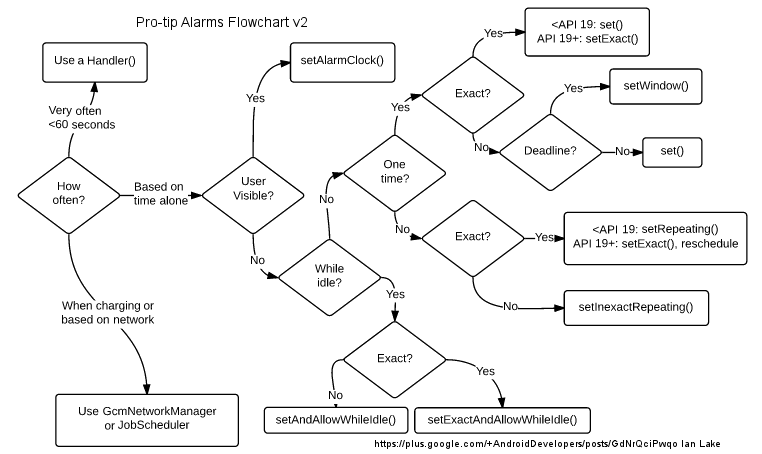 Pro-tip Alarms Flowchart v2
Use a Handler()
Very often
<60 seconds
How
often?
Based on
time alone
When charging or
based on network
Use GcmNetworkManager
or JobScheduler
User
Visible?
Yes
setAlarmClock()
No
While
idle?
No
One
time?
Yes
Exact?
Yes
<API 19: set()
API 19+: setExact()
No
Deadline?
Yes
setWindow()
No
set()
No
Exact?
Yes
<API 19: setRepeating()
API 19+: setExact(), reschedule
No
setInexactRepeating()
Yes
Exact?
No
setAndAllowWhileIdle()
Yes
setExactAndAllowWhileIdle()
https://plus.google.com/+AndroidDevelopers/posts/GdNrQciPwqo Ian Lake